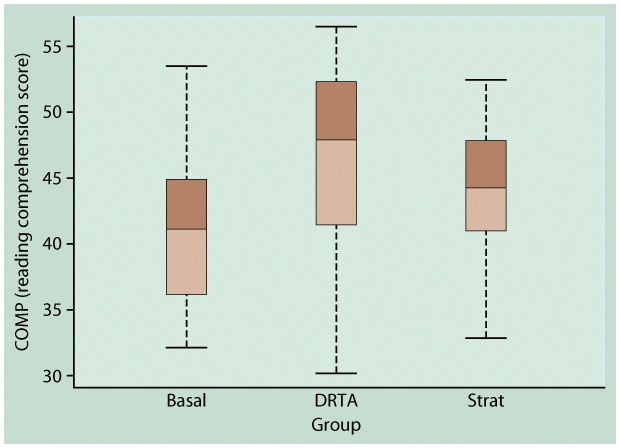 COMP (reading comprehension score)
55
50
45
40
35
30
Basal DRTA Strat
Group